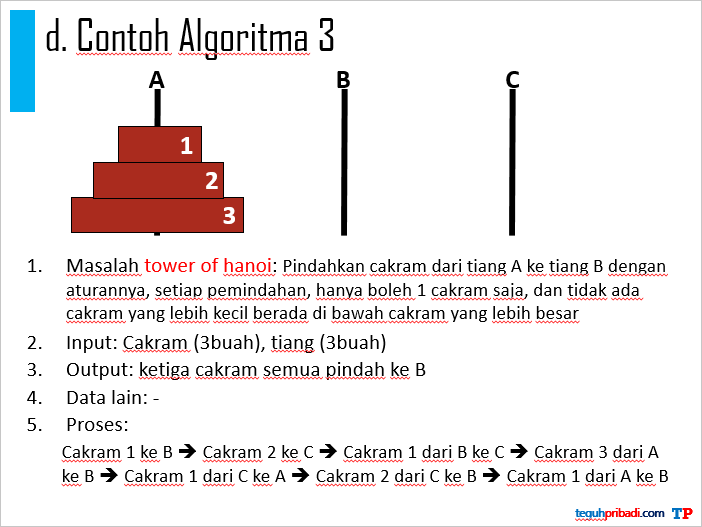 d. Contoh Algoritma 3
A B C
1
2
3
1. Masalah tower of hanoi: Pindahkan cakram dari tiang A ke tiang B dengan
aturannya, setiap pemindahan, hanya boleh 1 cakram saja, dan tidak ada
cakram yang lebih kecil berada di bawah cakram yang lebih besar
2. Input: Cakram (3buah), tiang (3buah)
3. Output: ketiga cakram semua pindah ke B
4. Data lain: -
5. Proses:
Cakram 1 ke B ➔ Cakram 2 ke C ➔ Cakram 1 dari B ke C ➔ Cakram 3 dari A
ke B ➔ Cakram 1 dari C ke A ➔ Cakram 2 dari C ke B ➔ Cakram 1 dari A ke B
teguhpribadi.com TP